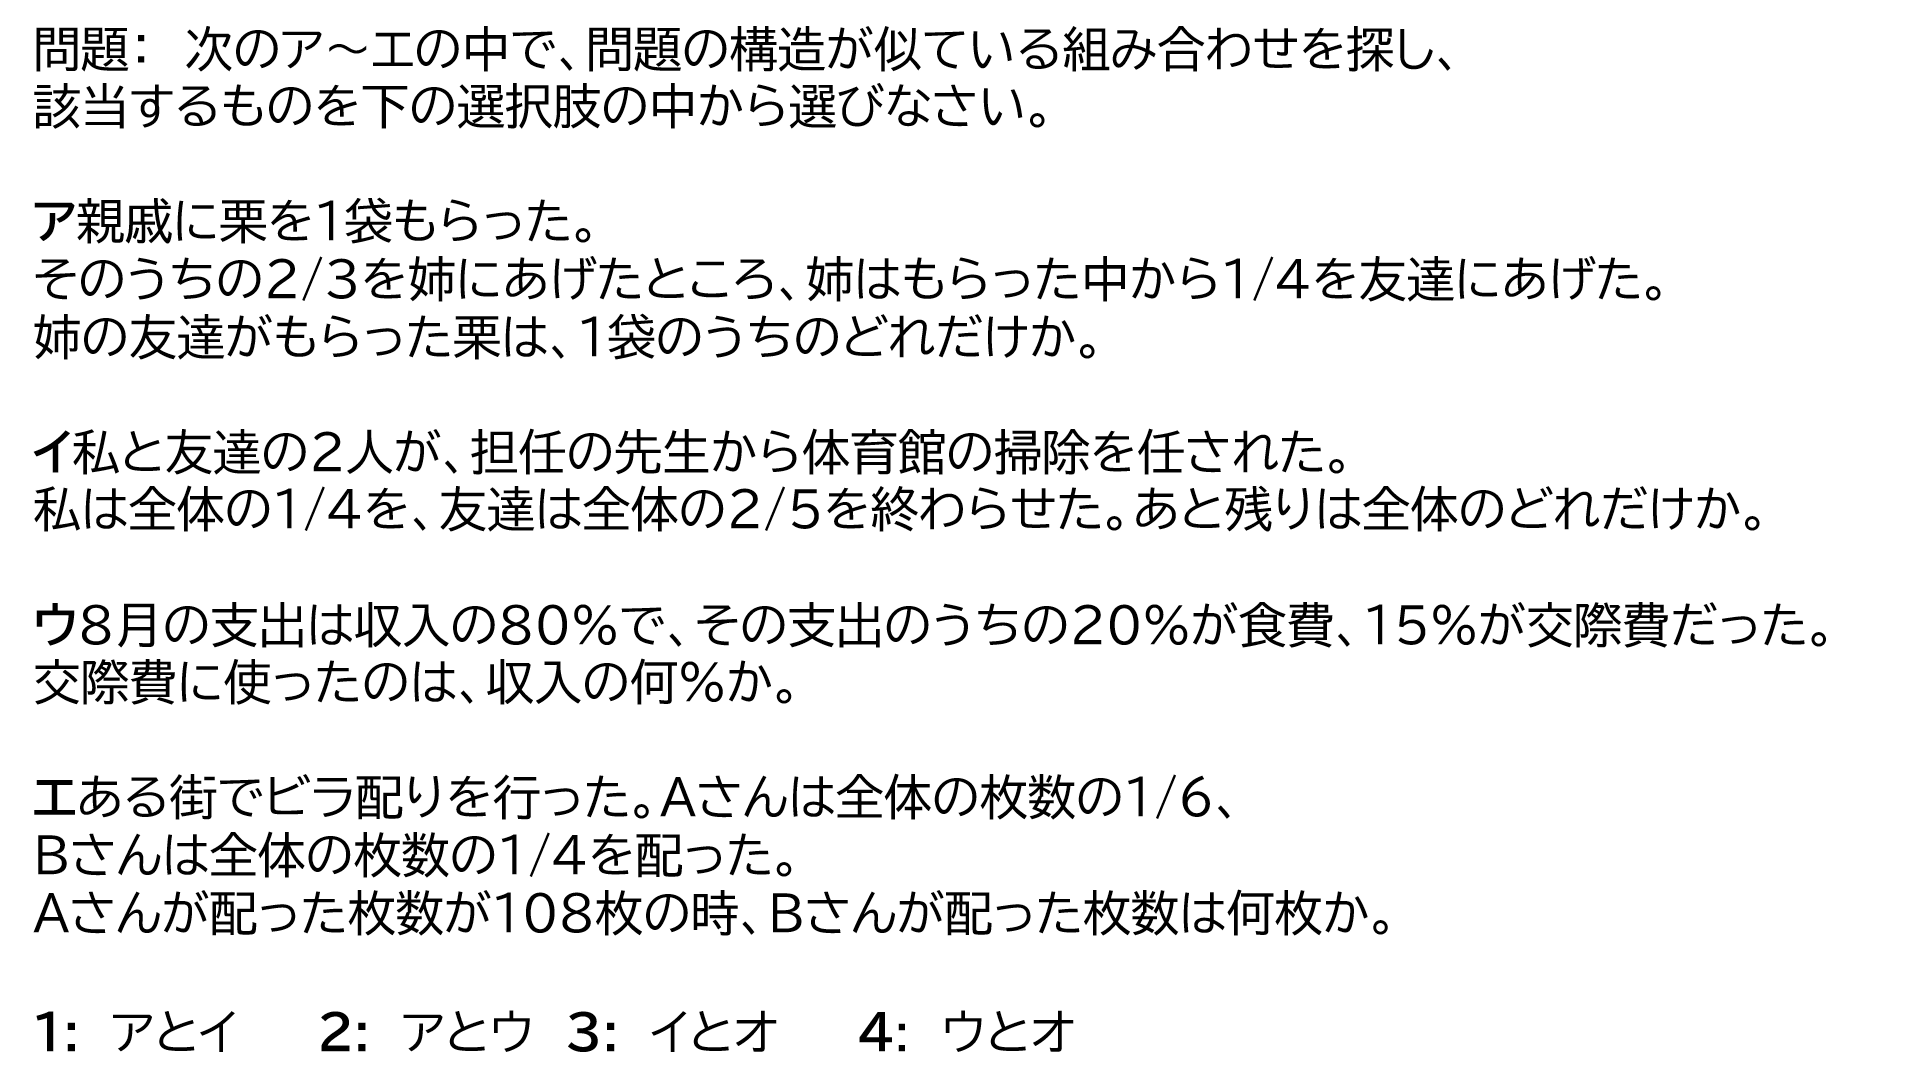 問題：　次のア～エの中で、問題の構造が似ている組み合わせを探し、
該当するものを下の選択肢の中から選びなさい。
ア親戚に栗を1袋もらった。
そのうちの2/3を姉にあげたところ、姉はもらった中から1/4を友達にあげた。
姉の友達がもらった栗は、1袋のうちのどれだけか。
イ私と友達の2人が、担任の先生から体育館の掃除を任された。
私は全体の1/4を、友達は全体の2/5を終わらせた。あと残りは全体のどれだけか。
ウ8月の支出は収入の80%で、その支出のうちの20%が食費、15%が交際費だった。
交際費に使ったのは、収入の何%か。
エある街でビラ配りを行った。Aさんは全体の枚数の1/6、
Bさんは全体の枚数の1/4を配った。
Aさんが配った枚数が108枚の時、Bさんが配った枚数は何枚か。
1:　アとイ　　2:　アとウ　3:　イとオ　　4:　ウとオ